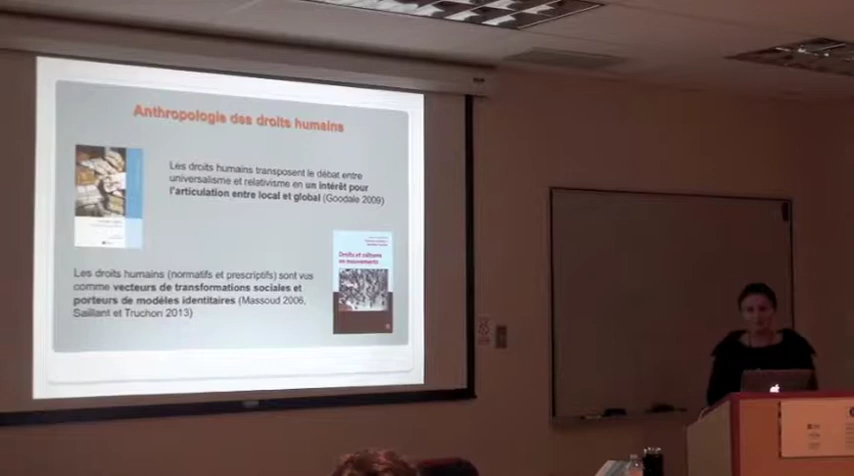 Anthropologie des droits humains
Les droits humains transposent le débat entre
universalisme et relativisme en un intérêt pour
l'articulation entre local et global (Goodale 2009)
Droits et cultures
en mouvements
Les droits humains (normatifs et prescriptifs) sont vus
comme vecteurs de transformations sociales et
porteurs de modèles identitaires (Massoud 2006,
Saillant et Truchon 2013)